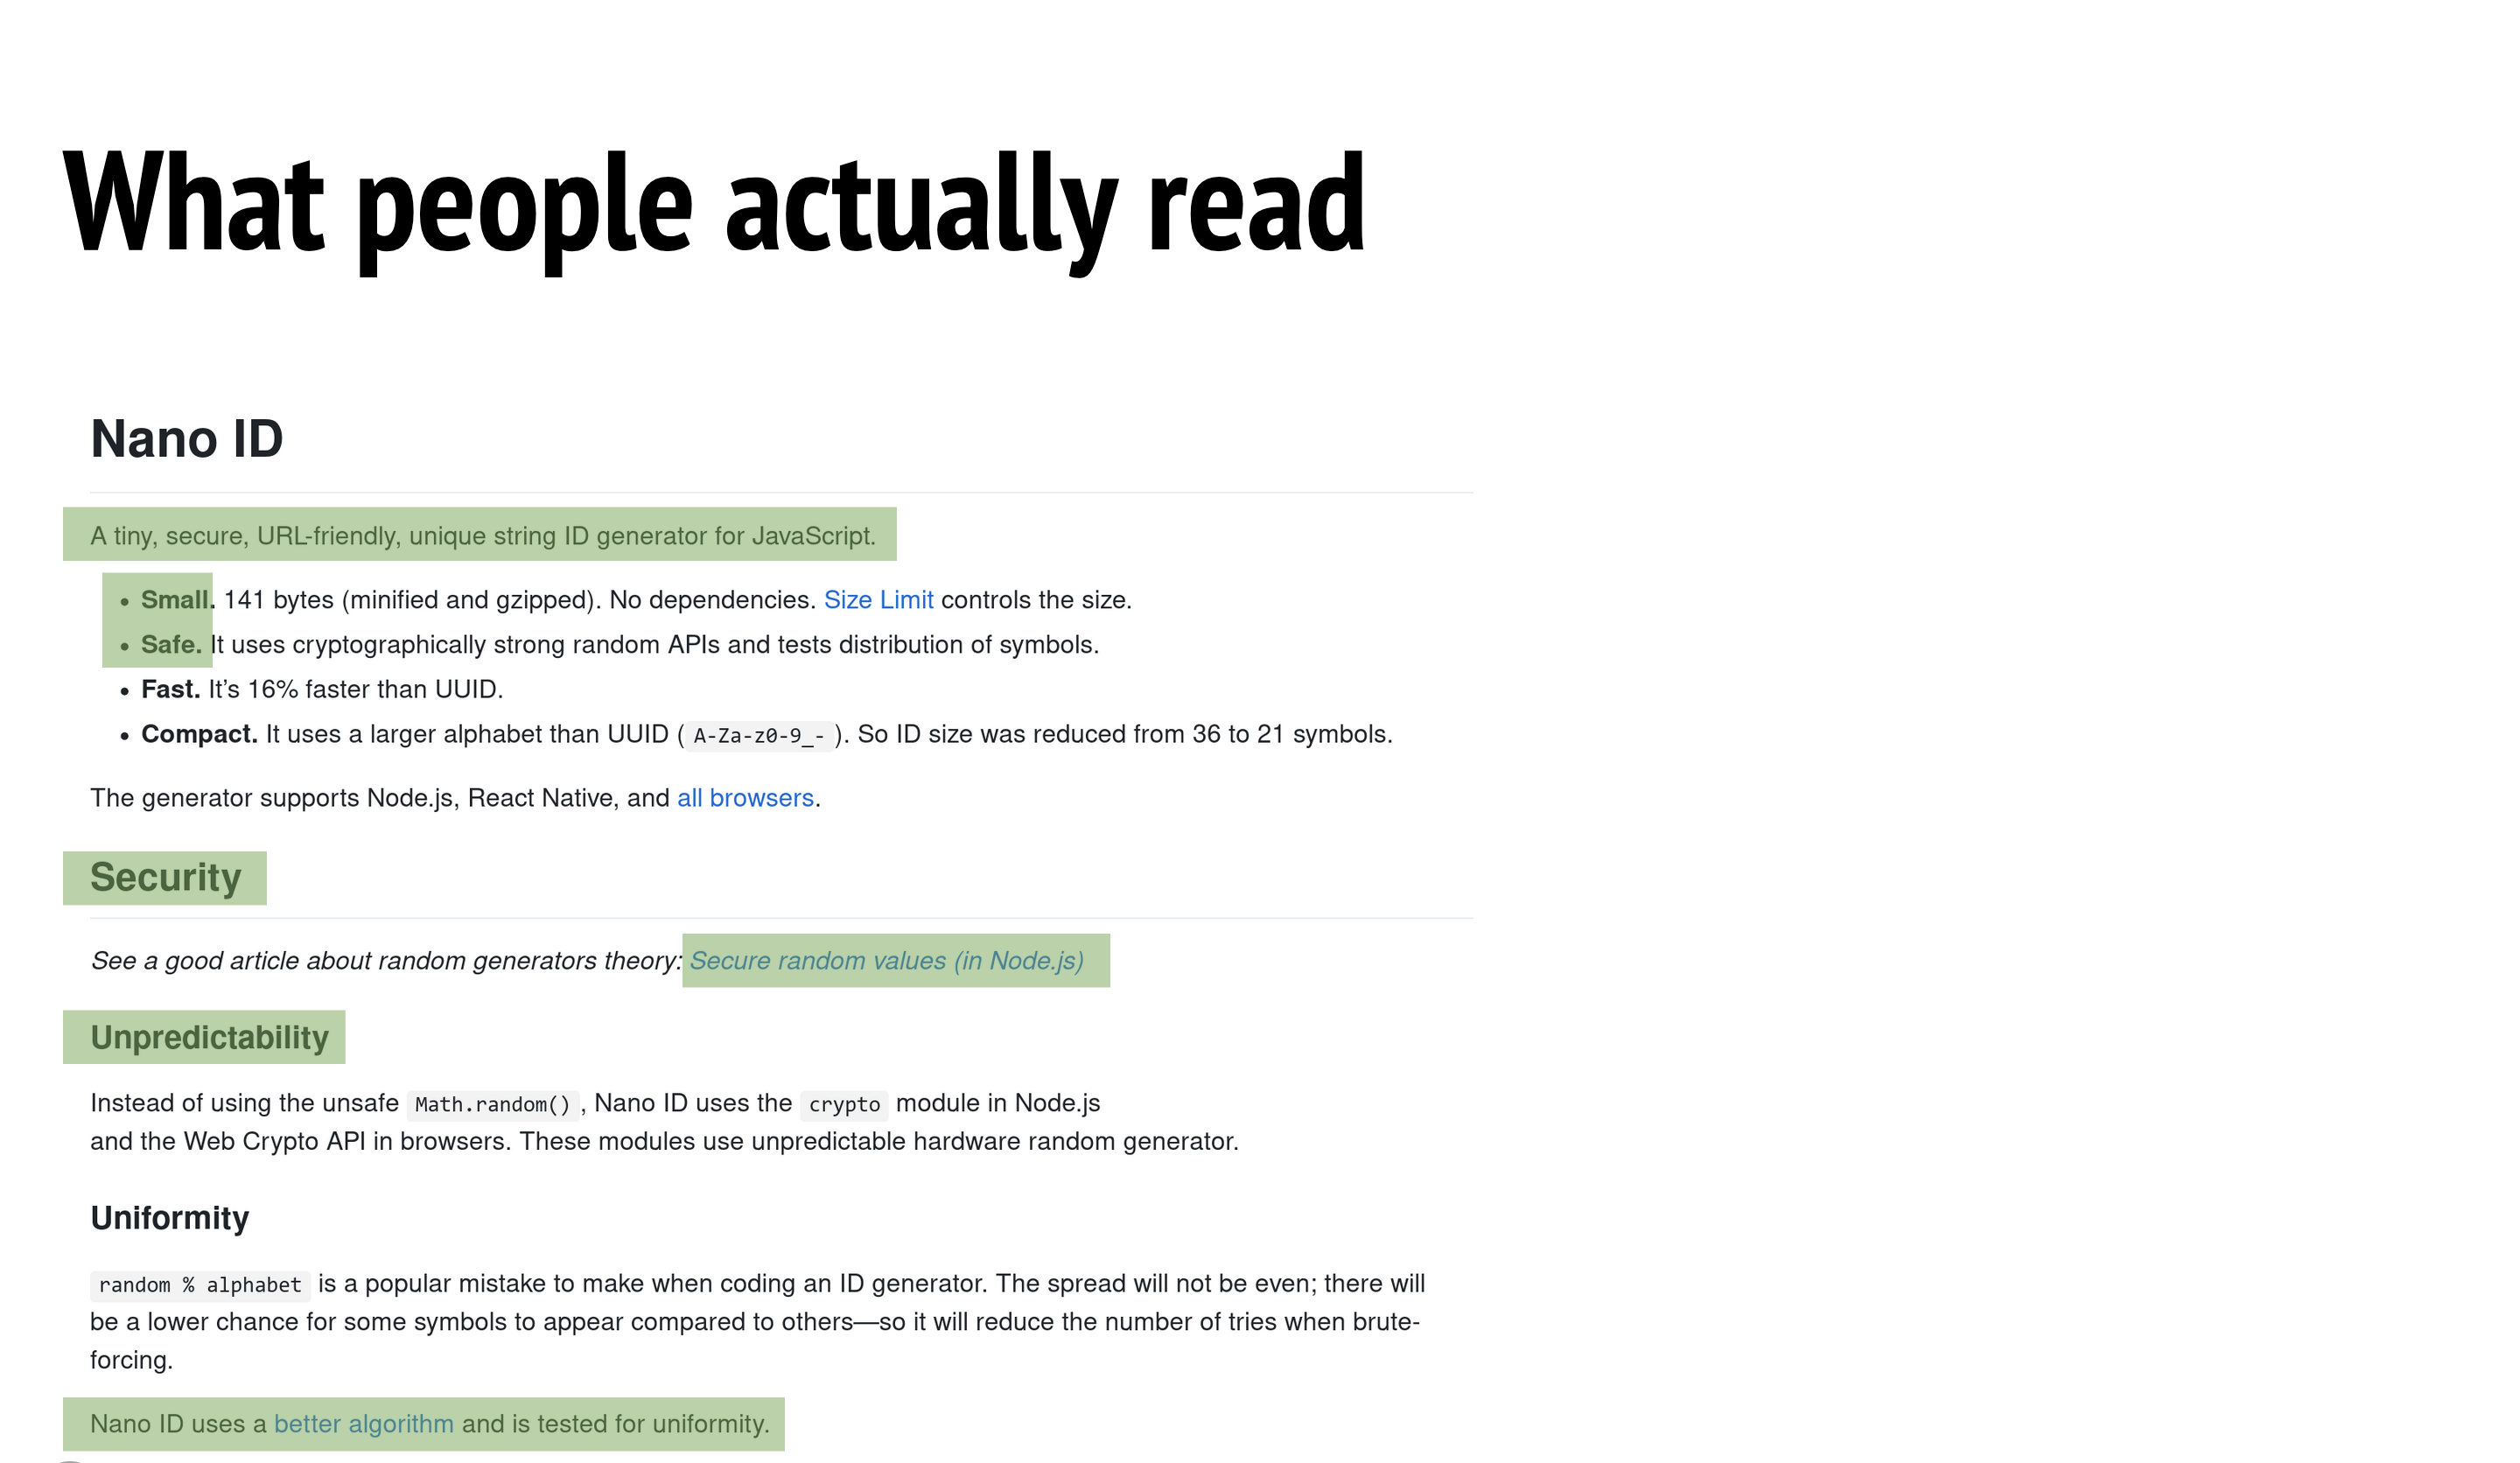 What people actually read
Nano ID
A tiny, secure, URL-friendly, unique string ID generator for JavaScript.
• Small. 141 bytes (minified and gzipped). No dependencies. Size Limit controls the size.
• Safe. It uses cryptographically strong random APIs and tests distribution of symbols.
• Fast. It’s 16% faster than UUID.
• Compact. It uses a larger alphabet than UUID (A-Za-z0-9_-). So ID size was reduced from 36 to 21 symbols.
The generator supports Node.js, React Native, and all browsers.
Security
See a good article about random generators theory: Secure random values (in Node.js)
Unpredictability
Instead of using the unsafe Math.random(), Nano ID uses the crypto module in Node.js
and the Web Crypto API in browsers. These modules use unpredictable hardware random generator.
Uniformity
random % alphabet is a popular mistake to make when coding an ID generator. The spread will not be even; there will
be a lower chance for some symbols to appear compared to others—so it will reduce the number of tries when brute-
forcing.
Nano ID uses a better algorithm and is tested for uniformity.